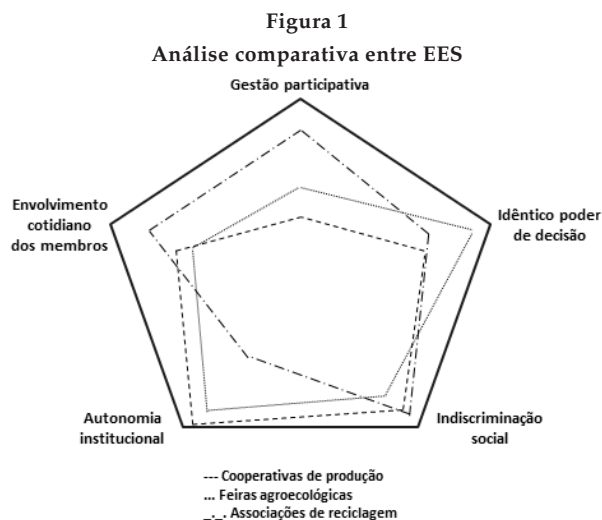 Figura 1
Análise comparativa entre EES
Gestão participativa
Envolvimento
cotidiano
dos membros
Idêntico poder
de decisão
Autonomia
institucional
Indiscriminação
social
--- Cooperativas de produção
... Feiras agroecológicas
_._. Associações de reciclagem